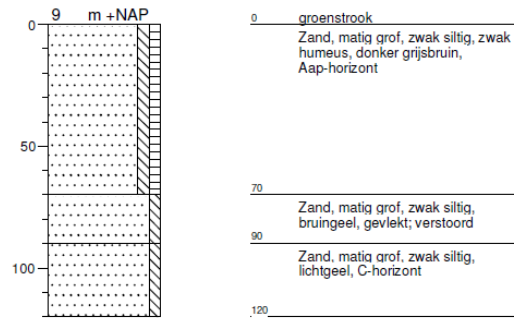 9 m +NAP
0
50
100
0 groenstrook
Zand, matig grof, zwak siltig, zwak
humeus, donker grijsbruin,
Aap-horizont
70
Zand, matig grof, zwak siltig,
bruingeel, gevlekt; verstoord
90
Zand, matig grof, zwak siltig,
lichtgeel, C-horizont
120